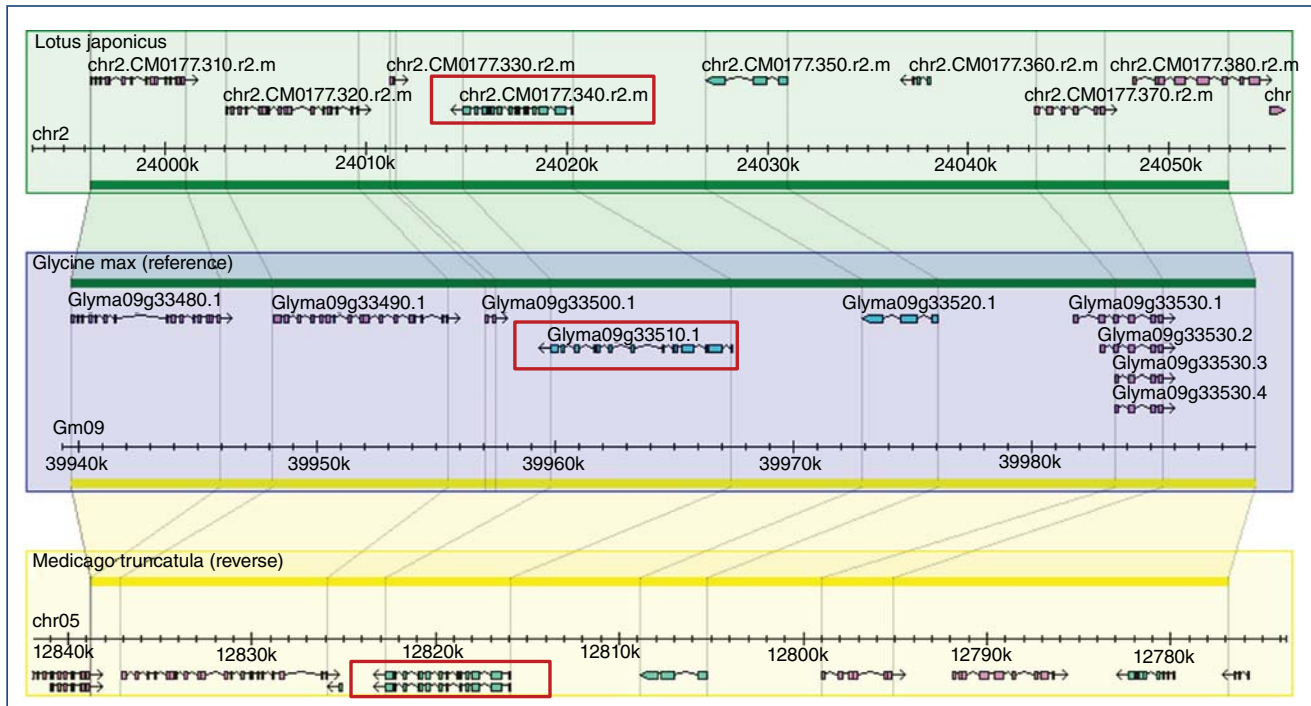 Lotus japonicus
chr2.CM0177.310.r2.m
chr2.CM0177.330.r2.m
chr2.CM0177.350.r2.m
chr2.CM0177.360.r2.m
chr2.CM0177.380.r2.m
chr2.CM0177.320.r2.m
chr2.CM0177.340.r2.m
chr2.CM0177.370.r2.m
chr
chr2
24000k 24010k 24020k 24030k 24040k 24050k
Glycine max (reference)
Glyma09g33480.1 Glyma09g33490.1 Glyma09g33500.1 Glyma09g33520.1 Glyma09g33530.1
Glyma09g33510.1 Glyma09g33530.2
Glyma09g33530.3
Glyma09g33530.4
Gm09
39940k 39950k 39960k 39970k 39980k
Medicago truncatula (reverse)
chr05
12840k 12830k 12820k 12810k 12800k 12790k 12780k